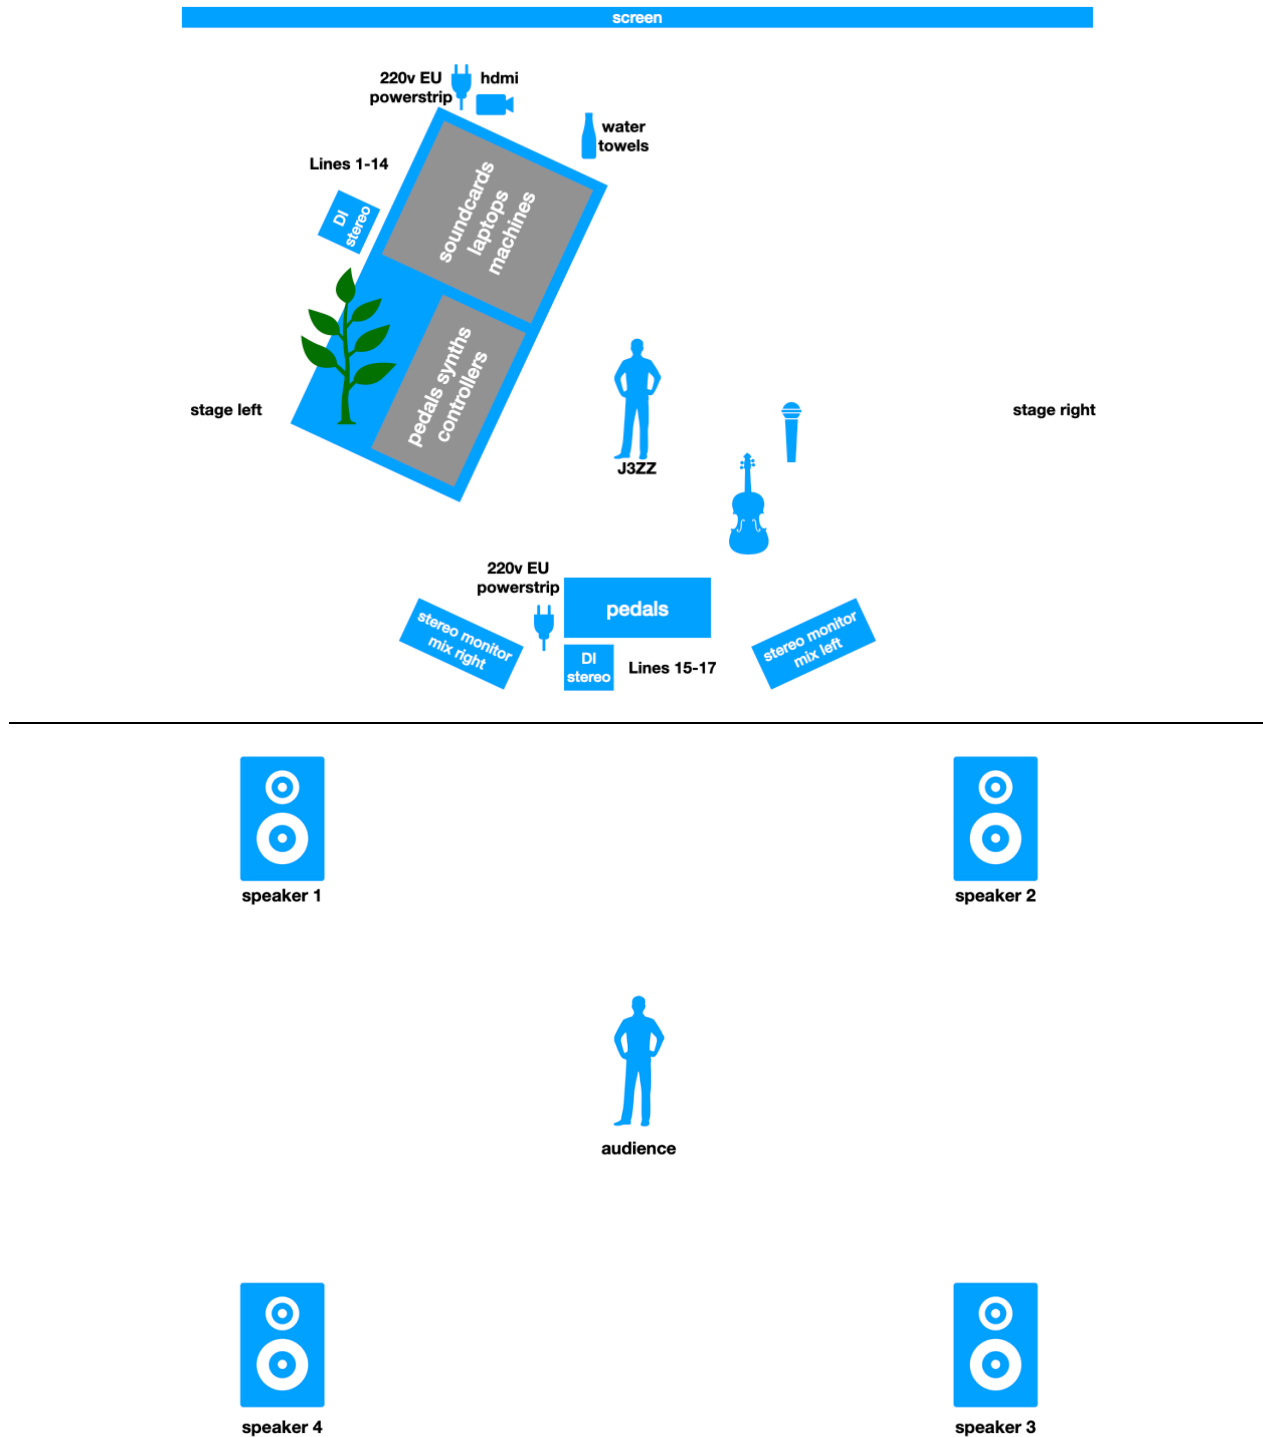 screen
220v EU
powerstrip
hdmi
water
towels
Lines 1-14
DI
stereo
soundcards
laptops
machines
pedals synths
controllers
stage left
stage right
J3ZZ
220v EU
powerstrip
pedals
stereo monitor
mix right
stereo monitor
mix left
DI
stereo
Lines 15-17
speaker 1
speaker 2
audience
speaker 4
speaker 3